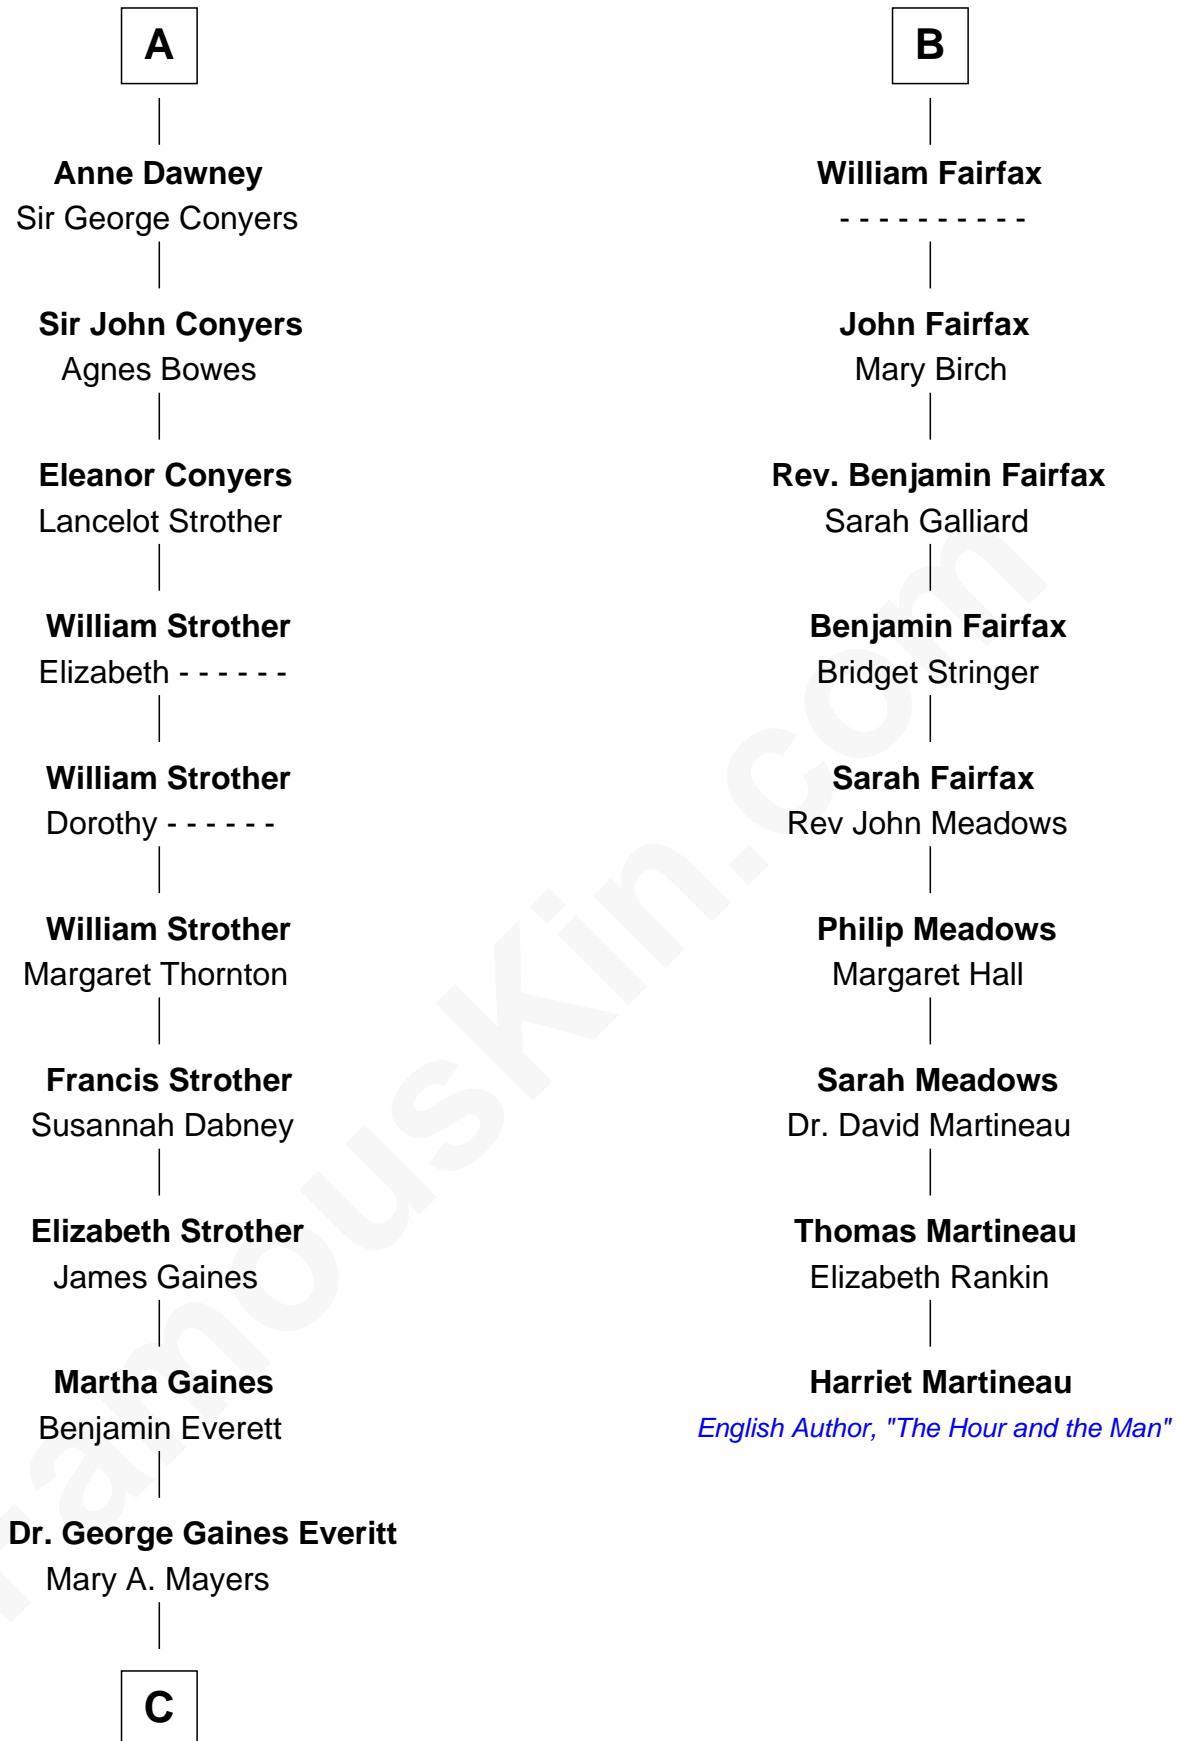 A
Anne Dawney
Sir George Conyers
Sir John Conyers
Agnes Bowes
Eleanor Conyers
Lancelot Strother
William Strother
Elizabeth - - - - - -
William Strother
Dorothy - - - - - -
William Strother
Margaret Thornton
Francis Strother
Susannah Dabney
Elizabeth Strother
James Gaines
Martha Gaines
Benjamin Everett
Dr. George Gaines Everitt
Mary A. Mayers
C
B
William Fairfax
- - - - - - - - - -
John Fairfax
Mary Birch
Rev. Benjamin Fairfax
Sarah Galliard
Benjamin Fairfax
Bridget Stringer
Sarah Fairfax
Rev John Meadows
Philip Meadows
Margaret Hall
Sarah Meadows
Dr. David Martineau
Thomas Martineau
Elizabeth Rankin
Harriet Martineau
English Author, "The Hour and the Man"
FamousKin.com